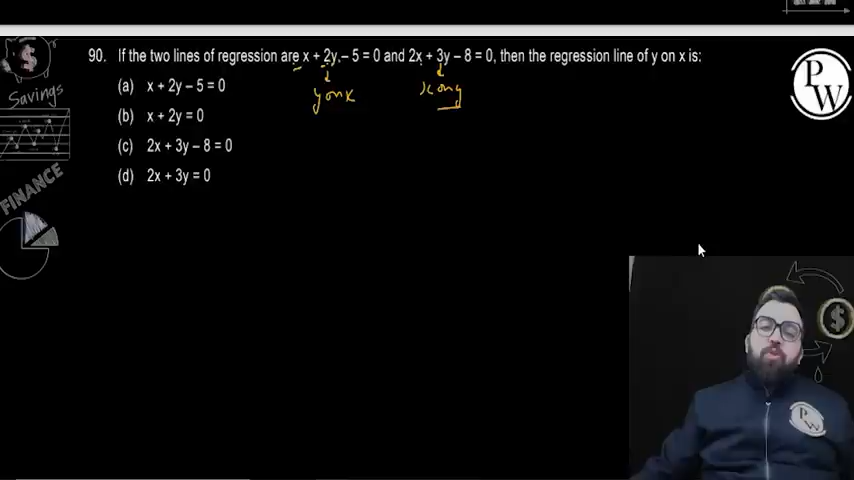 90. If the two lines of regression are x + 2y – 5 = 0 and 2x + 3y – 8 = 0, then the regression line of y on x is:
y on x
x on y
(a) x + 2y – 5 = 0
(b) x + 2y = 0
(c) 2x + 3y – 8 = 0
(d) 2x + 3y = 0
$
Savings
FINANCE
P
W
$
P
W